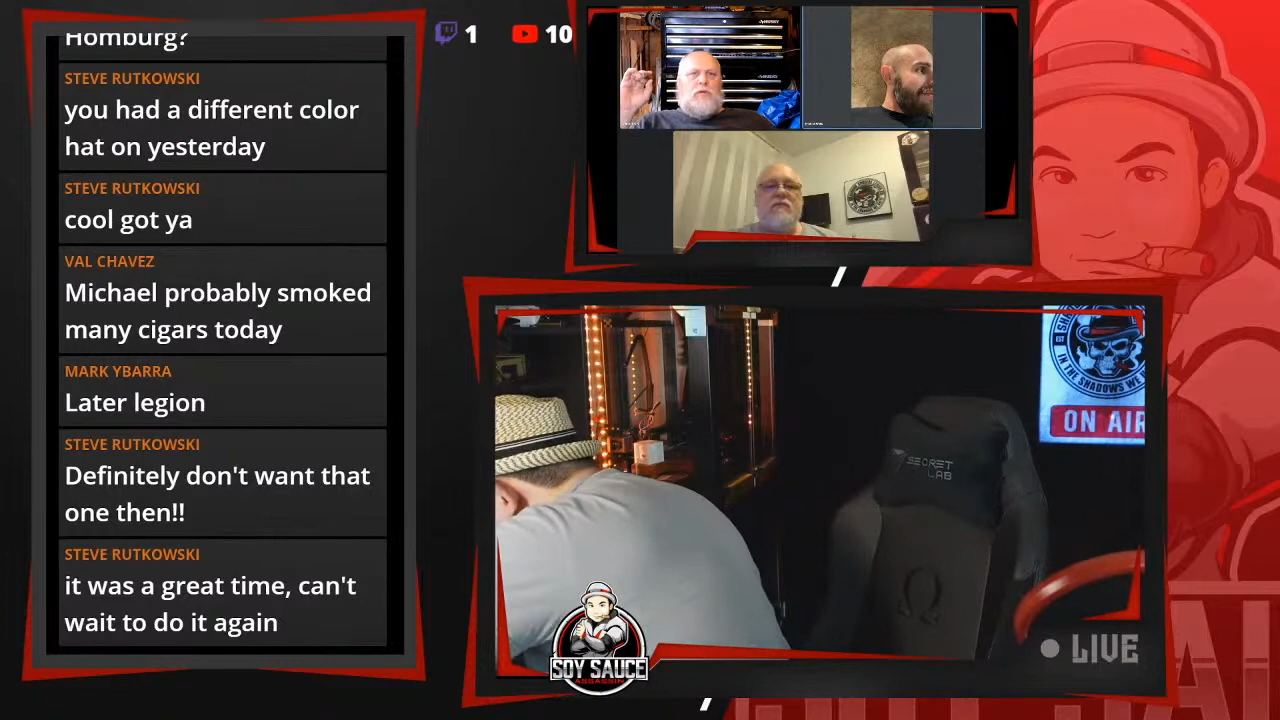 Homburg?
STEVE RUTKOWSKI
you had a different color
hat on yesterday
STEVE RUTKOWSKI
cool got ya
VAL CHAVEZ
Michael probably smoked
many cigars today
MARK YBARRA
Later legion
STEVE RUTKOWSKI
Definitely don't want that
one then!!
STEVE RUTKOWSKI
it was a great time, can't
wait to do it again
1
10
SECRET
LAB
IN THE SHADOWS WE
EST
ON AIR
SOY SAUCE
ASSASSIN
LIVE